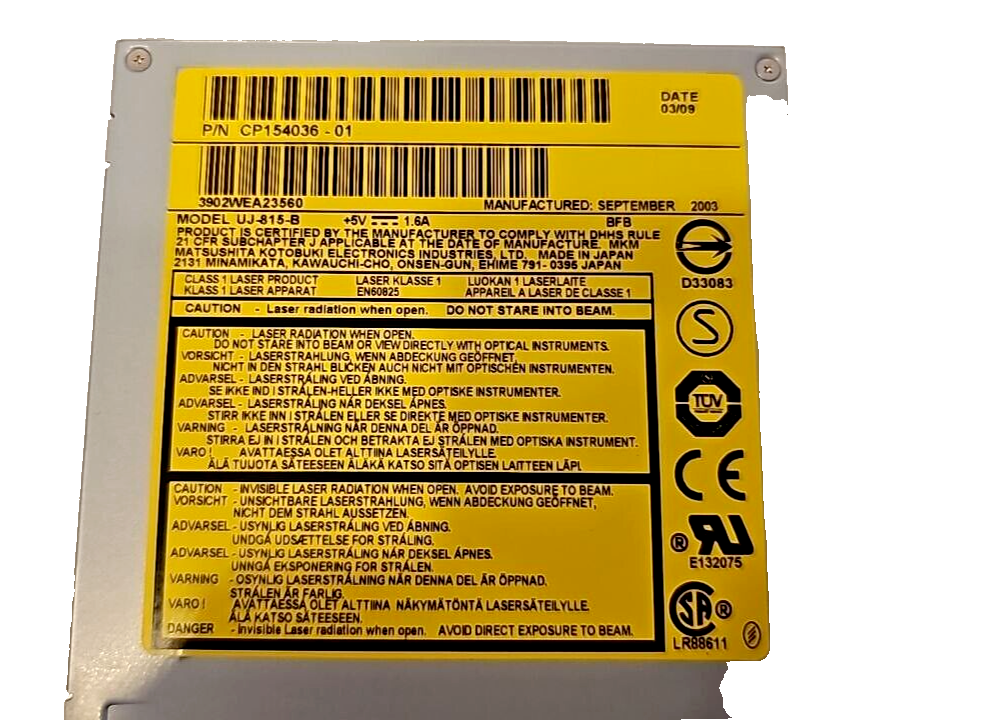 DATE
03/09
P/N CP154036 - 01
3902WEA23560 MANUFACTURED: SEPTEMBER 2003
MODEL UJ-815-B +5V 1.6A BFB
PRODUCT IS CERTIFIED BY THE MANUFACTURER TO COMPLY WITH DHHS RULE
21 CFR SUBCHAPTER J APPLICABLE AT THE DATE OF MANUFACTURE. MKM
MATSUSHITA KOTOBUKI ELECTRONICS INDUSTRIES, LTD. MADE IN JAPAN
2131 MINAMIKATA, KAWAUCHI-CHO, ONSEN-GUN, EHIME 791-0395 JAPAN
CLASS 1 LASER PRODUCT LASER KLASSE 1 LUOKAN 1 LASERLAITE
KLASS 1 LASER APPARAT EN60825 APPAREIL A LASER DE CLASSE 1
CAUTION - Laser radiation when open. DO NOT STARE INTO BEAM.
CAUTION - LASER RADIATION WHEN OPEN.
DO NOT STARE INTO BEAM OR VIEW DIRECTLY WITH OPTICAL INSTRUMENTS.
VORSICHT - LASERSTRAHLUNG, WENN ABDECKUNG GEÖFFNET,
NICHT IN DEN STRAHL BLICKEN AUCH NICHT MIT OPTISCHEN INSTRUMENTEN.
ADVARSEL - LASERSTRÅLING VED ÅBNING.
SE IKKE IND I STRÅLEN-HELLER IKKE MED OPTISKE INSTRUMENTER.
ADVARSEL - LASERSTRÅLING NÅR DEKSEL ÅPNES.
STIRR IKKE INN I STRÅLEN ELLER SE DIREKTE MED OPTISKE INSTRUMENTER.
VARNING - LASERSTRÅLNING NÄR DENNA DEL ÄR ÖPPNAD.
STIRRA EJ IN I STRÅLEN OCH BETRAKTA EJ STRÅLEN MED OPTISKA INSTRUMENT.
VARO! AVATTAESSA OLET ALTTIINA LASERSÄTEILYLLE.
ÄLÄ TUIJOTA SÄTEESEEN ÄLÄKÄ KATSO SITÄ OPTISEN LAITTEEN LÄPI.
CAUTION - INVISIBLE LASER RADIATION WHEN OPEN. AVOID EXPOSURE TO BEAM.
VORSICHT - UNSICHTBARE LASERSTRAHLUNG, WENN ABDECKUNG GEÖFFNET,
NICHT DEM STRAHL AUSSETZEN.
ADVARSEL - USYNLIG LASERSTRÅLING VED ÅBNING.
UNDGÅ UDSÆTTELSE FOR STRÅLING.
ADVARSEL - USYNLIG LASERSTRÅLING NÅR DEKSEL ÅPNES.
UNNGÅ EKSPONERING FOR STRÅLEN.
VARNING - OSYNLIG LASERSTRÅLNING NÄR DENNA DEL ÄR ÖPPNAD.
STRÅLEN ÄR FARLIG.
VARO! AVATTAESSA OLET ALTTIINA NÄKYMÄTÖNTÄ LASERSÄTEILYLLE.
ÄLÄ KATSO SÄTEESEEN.
DANGER - Invisible Laser radiation when open. AVOID DIRECT EXPOSURE TO BEAM.
D33083
S
TÜV
CE
® RU
E132075
SA ®
LR88611